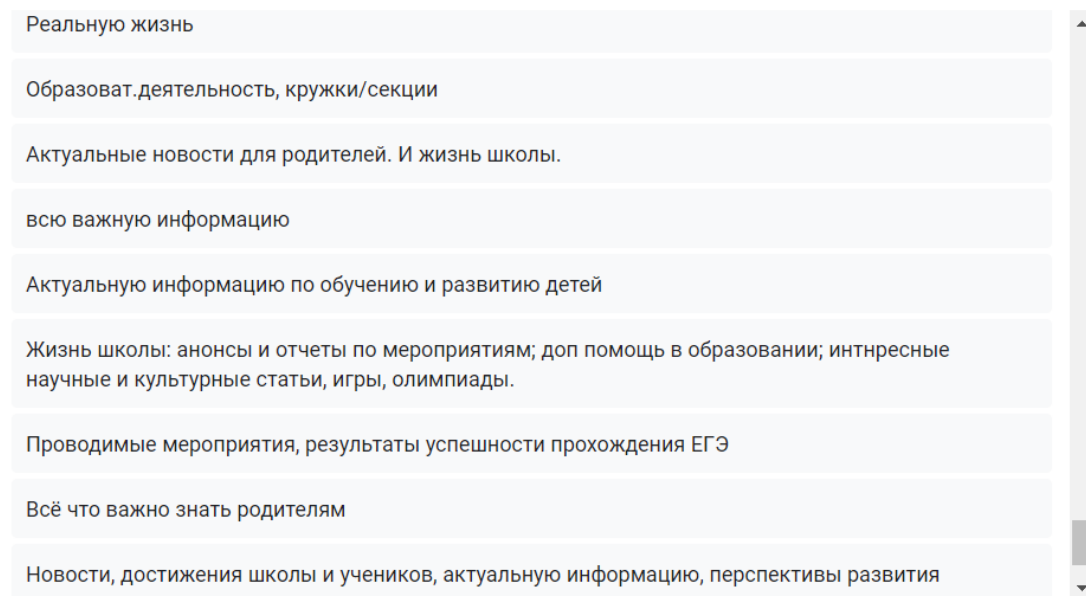 Реальную жизнь
Образоват.деятельность, кружки/секции
Актуальные новости для родителей. И жизнь школы.
всю важную информацию
Актуальную информацию по обучению и развитию детей
Жизнь школы: анонсы и отчеты по мероприятиям; доп помощь в образовании; интнресные
научные и культурные статьи, игры, олимпиады.
Проводимые мероприятия, результаты успешности прохождения ЕГЭ
Всё что важно знать родителям
Новости, достижения школы и учеников, актуальную информацию, перспективы развития